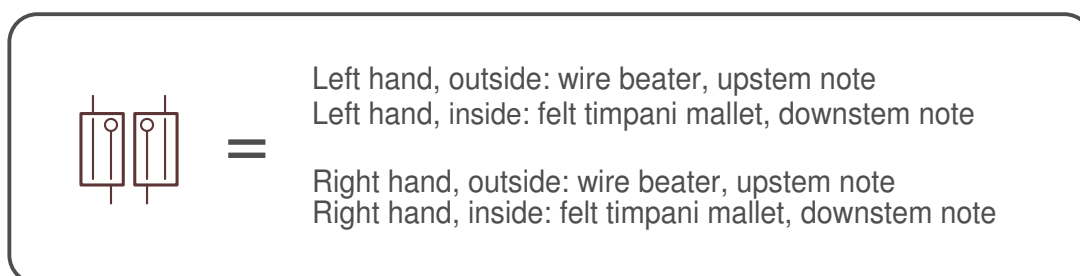 =
Left hand, outside: wire beater, upstem note
Left hand, inside: felt timpani mallet, downstem note
Right hand, outside: wire beater, upstem note
Right hand, inside: felt timpani mallet, downstem note